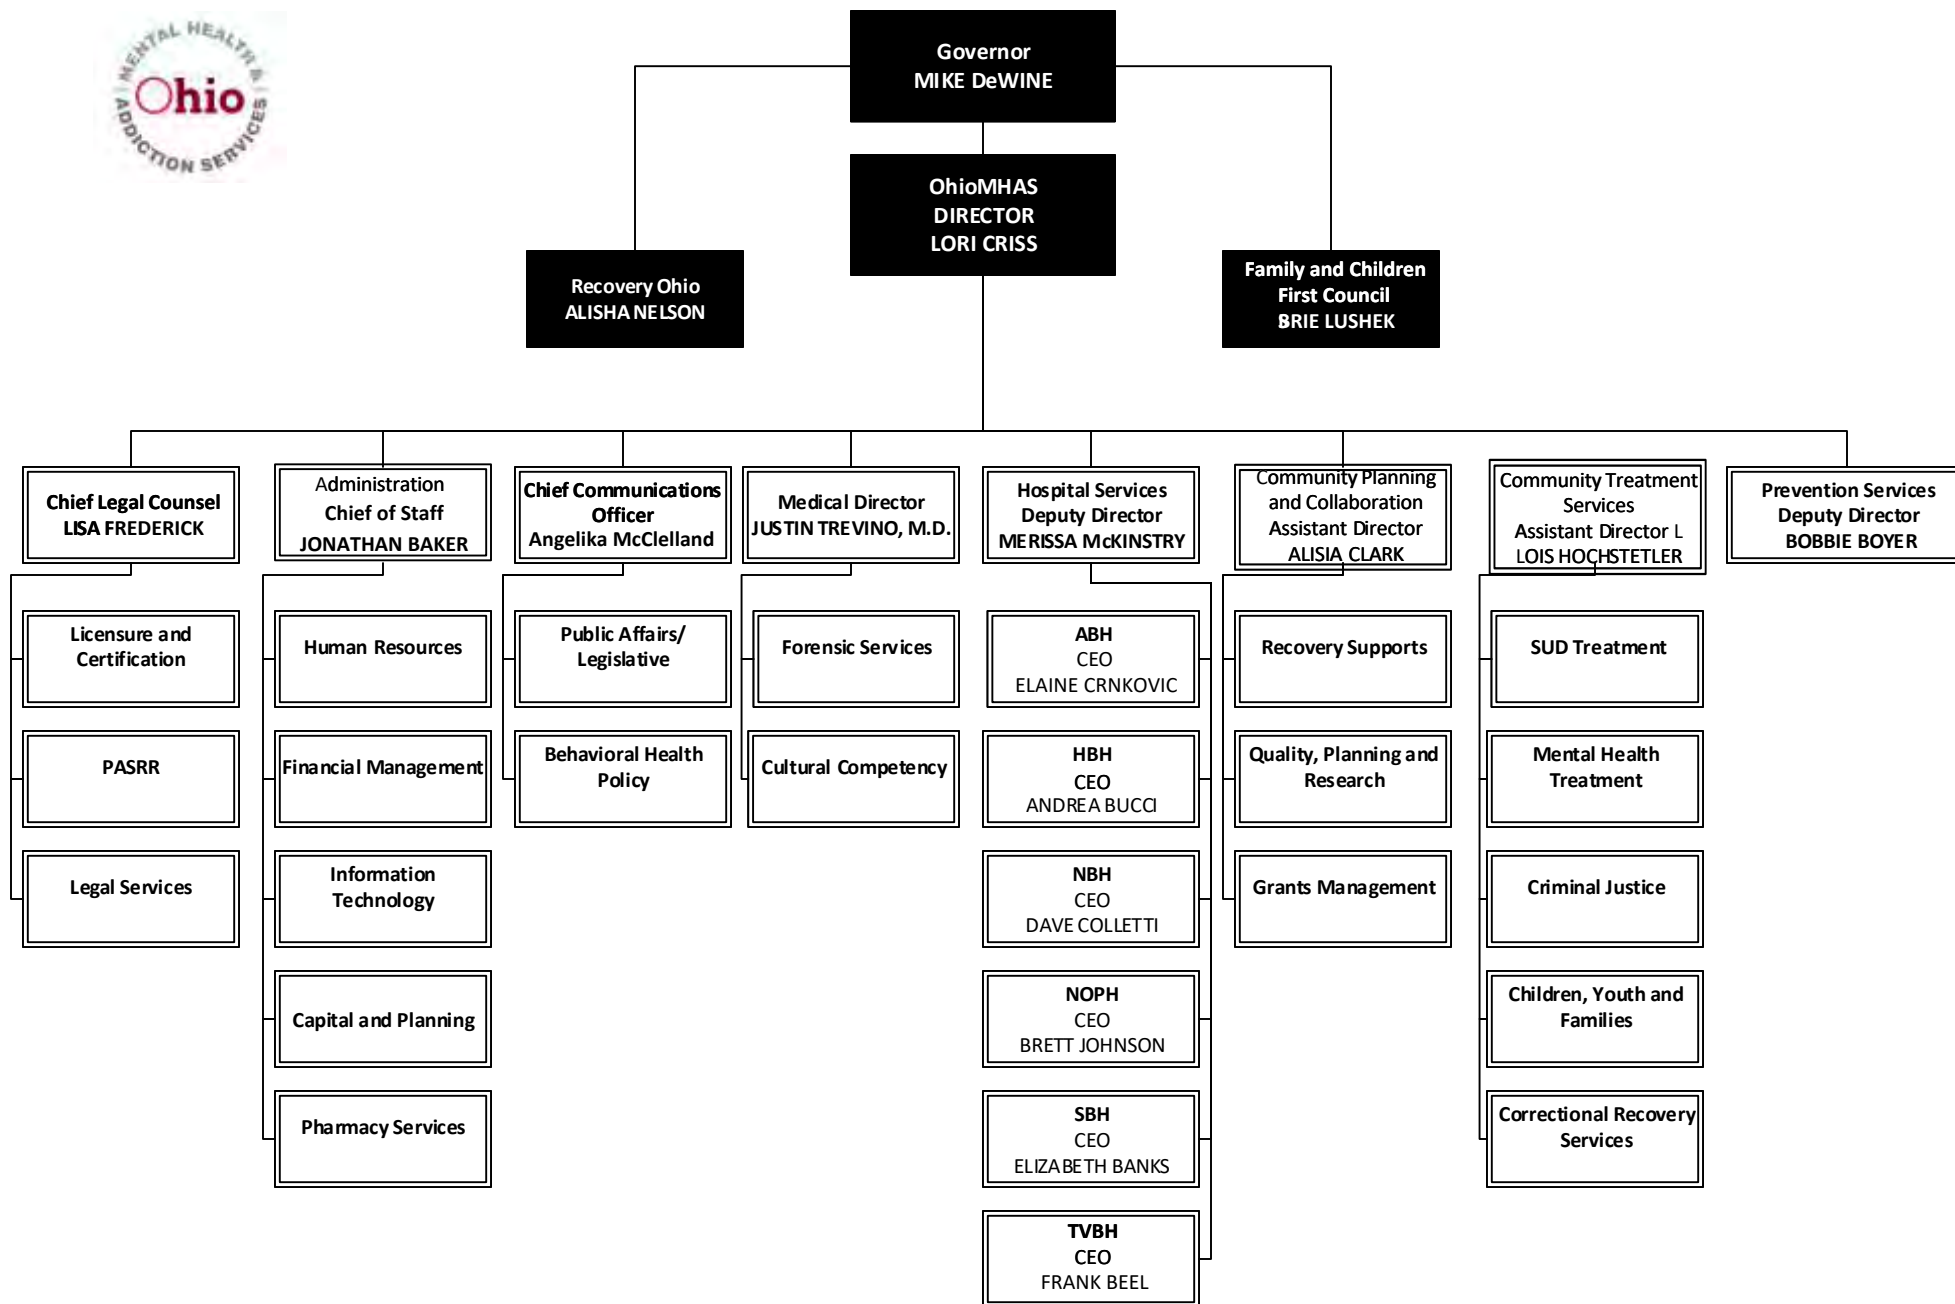 MENTAL HEALTH &
ADDICTION SERVICES
Ohio
Governor
MIKE DeWINE
OhioMHAS
DIRECTOR
LORI CRISS
Recovery Ohio
ALISHA NELSON
Family and Children
First Council
BRIE LUSHEK
Chief Legal Counsel
LISA FREDERICK
Licensure and
Certification
PASRR
Legal Services
Administration
Chief of Staff
JONATHAN BAKER
Human Resources
Financial Management
Information
Technology
Capital and Planning
Pharmacy Services
Chief Communications
Officer
Angelika McClelland
Public Affairs/
Legislative
Behavioral Health
Policy
Medical Director
JUSTIN TREVINO, M.D.
Forensic Services
Cultural Competency
Hospital Services
Deputy Director
MERISSA McKINSTRY
ABH
CEO
ELAINE CRNKOVIC
HBH
CEO
ANDREA BUCCI
NBH
CEO
DAVE COLLETTI
NOPH
CEO
BRETT JOHNSON
SBH
CEO
ELIZABETH BANKS
TVBH
CEO
FRANK BEEL
Community Planning
and Collaboration
Assistant Director
ALISIA CLARK
Recovery Supports
Quality, Planning and
Research
Grants Management
Community Treatment
Services
Assistant Director L
LOIS HOCHSTETLER
SUD Treatment
Mental Health
Treatment
Criminal Justice
Children, Youth and
Families
Correctional Recovery
Services
Prevention Services
Deputy Director
BOBBIE BOYER